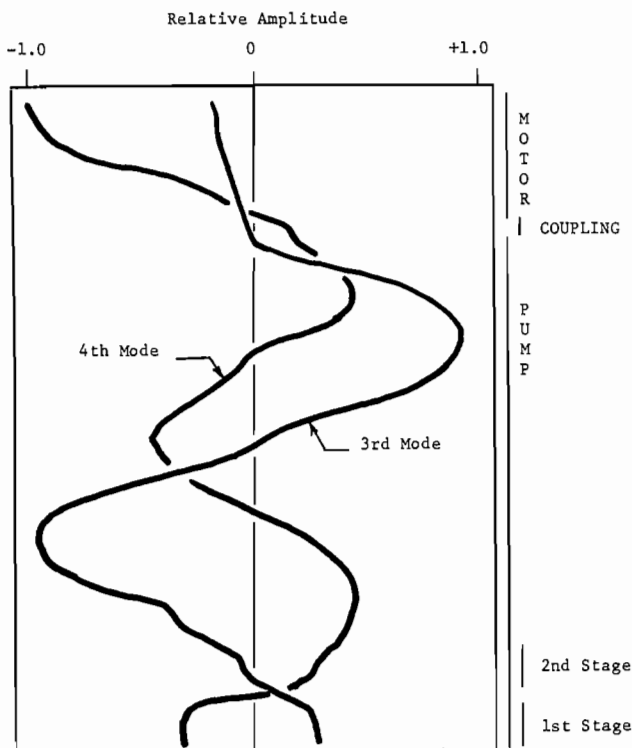 Relative Amplitude
-1.0 0 +1.0
MOTOR
COUPLING
PUMP
4th Mode
3rd Mode
2nd Stage
1st Stage